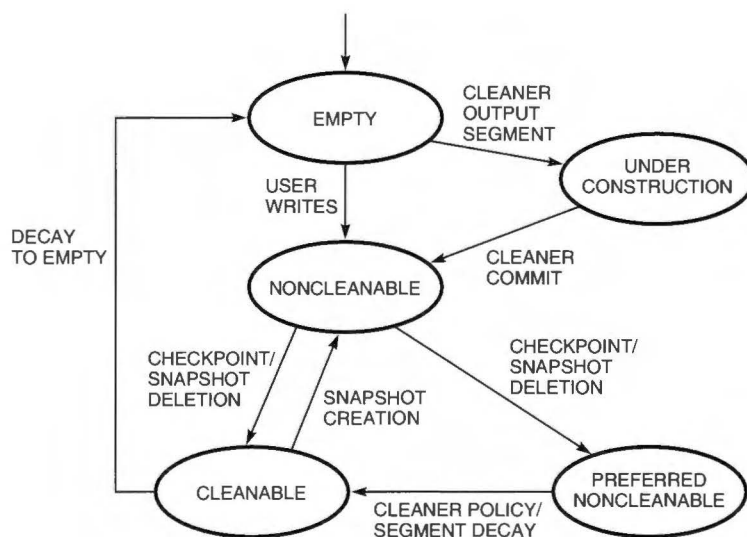 EMPTY
CLEANER
OUTPUT
SEGMENT
UNDER
CONSTRUCTION
USER
WRITES
DECAY
TO EMPTY
CLEANER
COMMIT
NONCLEANABLE
CHECKPOINT/
SNAPSHOT
DELETION
SNAPSHOT
CREATION
CHECKPOINT/
SNAPSHOT
DELETION
CLEANABLE
CLEANER POLICY/
SEGMENT DECAY
PREFERRED
NONCLEANABLE